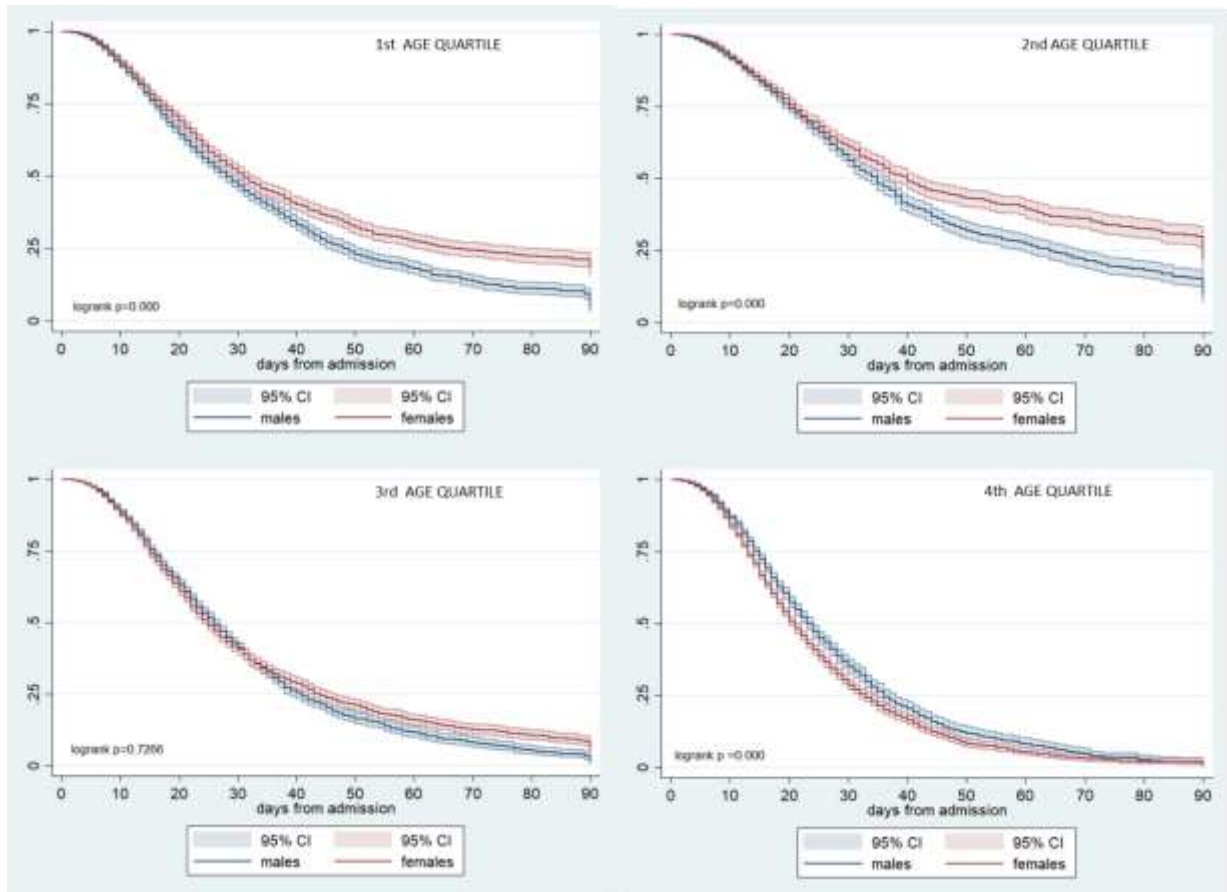 1st AGE QUARTILE
1
.75
.5
.25
0
logrank p=0.000
0 10 20 30 40 50 60 70 80 90
days from admission
95% CI 95% CI
males females
2nd AGE QUARTILE
1
.75
.5
.25
0
logrank p=0.000
0 10 20 30 40 50 60 70 80 90
days from admission
95% CI 95% CI
males females
3rd AGE QUARTILE
1
.75
.5
.25
0
logrank p=0.7266
0 10 20 30 40 50 60 70 80 90
days from admission
95% CI 95% CI
males females
4th AGE QUARTILE
1
.75
.5
.25
0
logrank p =0.000
0 10 20 30 40 50 60 70 80 90
days from admission
95% CI 95% CI
males females